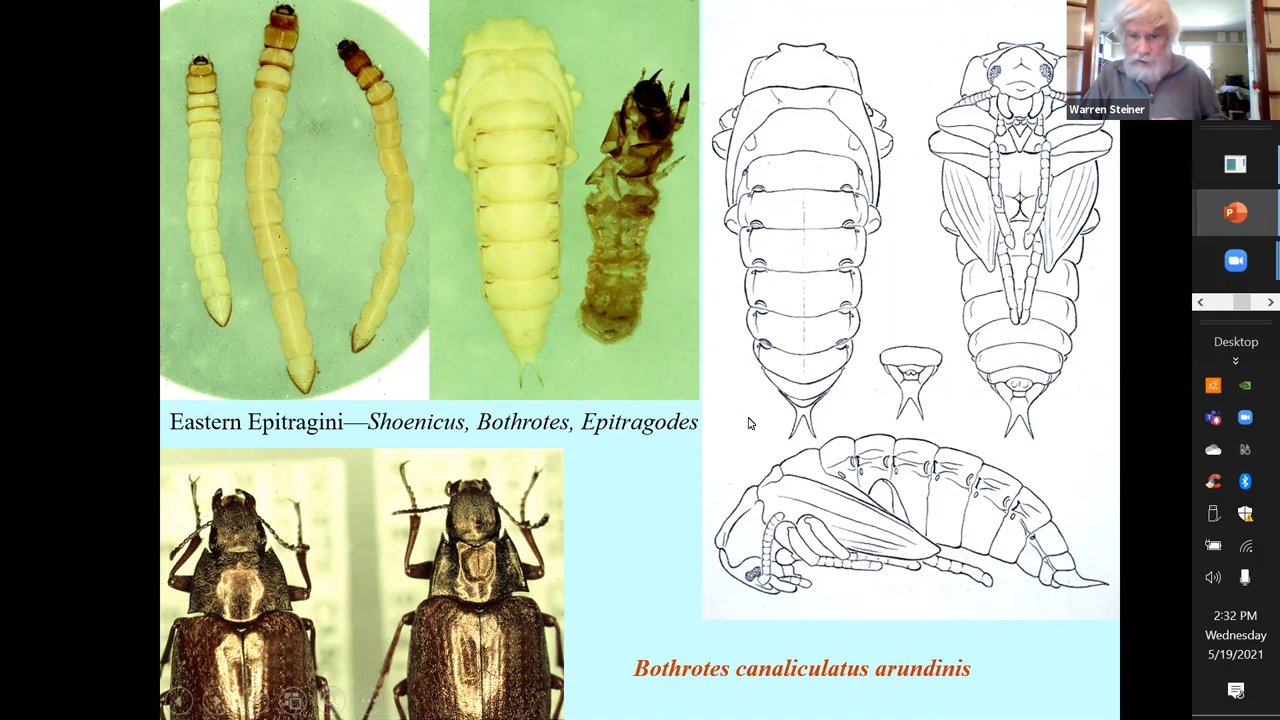 Warren Steiner
Eastern Epitragini—Shoenicus, Bothrotes, Epitragodes
Bothrotes canaliculatus arundinis
Desktop
2:32 PM
Wednesday
5/19/2021